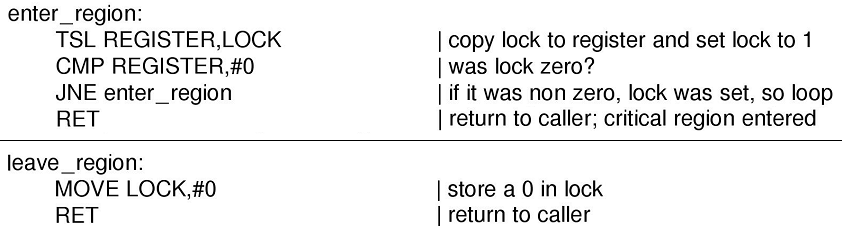 enter_region:
TSL REGISTER,LOCK | copy lock to register and set lock to 1
CMP REGISTER,#0 | was lock zero?
JNE enter_region | if it was non zero, lock was set, so loop
RET | return to caller; critical region entered
leave_region:
MOVE LOCK,#0 | store a 0 in lock
RET | return to caller